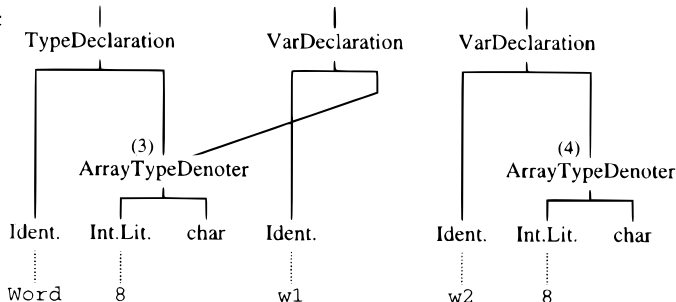 TypeDeclaration VarDeclaration VarDeclaration
(3) (4)
ArrayTypeDenoter ArrayTypeDenoter
Ident. Int.Lit. char Ident. Ident. Int.Lit. char
Word 8 w1 w2 8